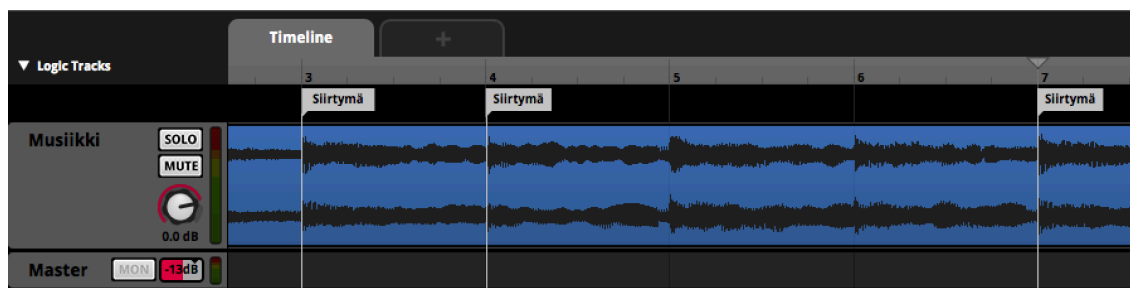 Timeline +
Logic Tracks
3 4 5 6 7
Siirtymä Siirtymä Siirtymä
Musiikki SOLO
MUTE
0.0 dB
Master MON -13dB